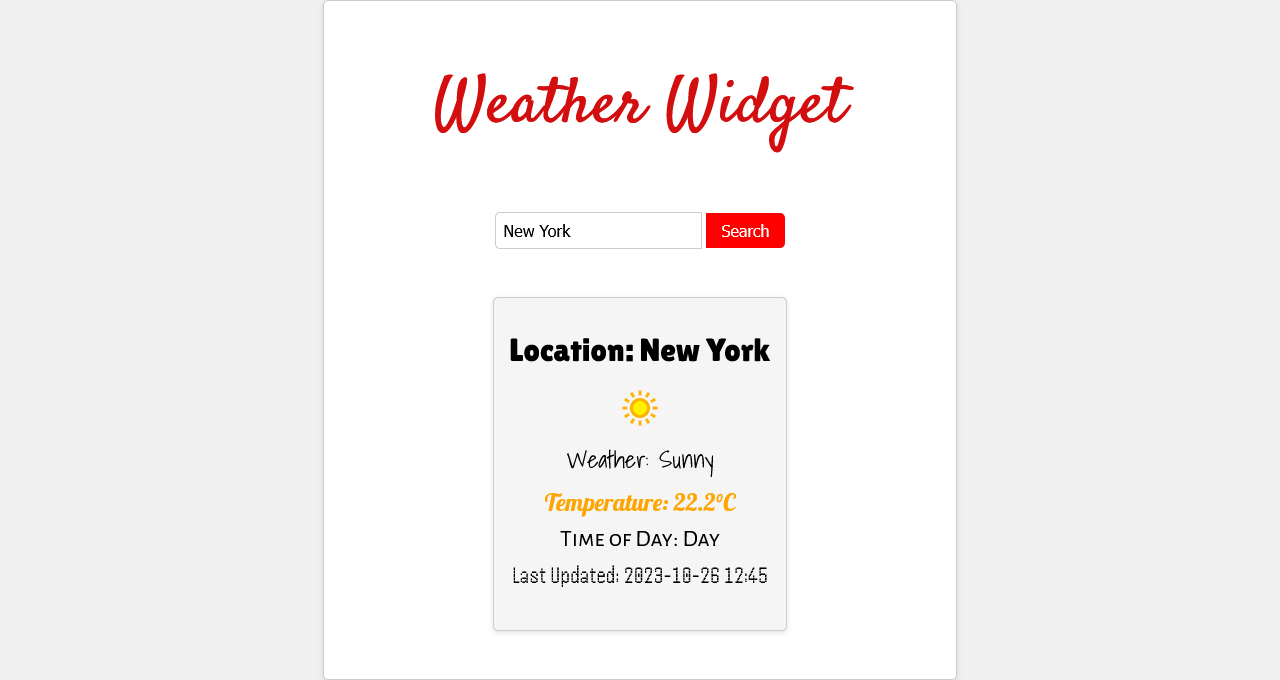 Weather Widget
New York Search
Location: New York
Weather: Sunny
Temperature: 22.2°C
Time of Day: Day
Last Updated: 2023-10-26 12:45